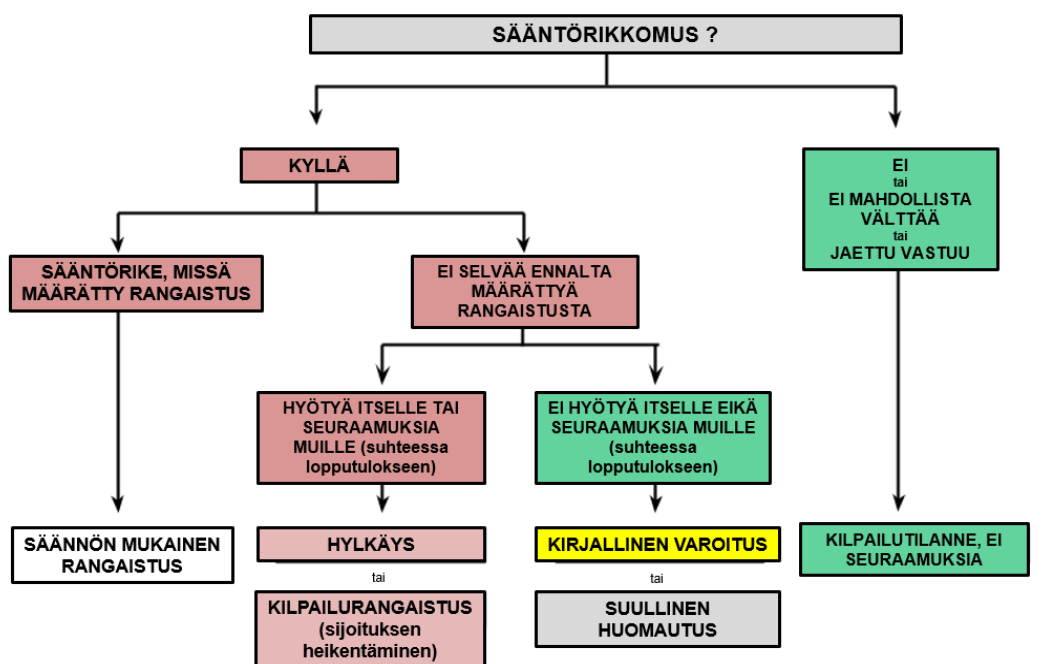 SÄÄNTÖRIKKOMUS ?
KYLLÄ
EI
tai
EI MAHDOLLISTA
VÄLTTÄÄ
tai
JAETTU VASTUU
SÄÄNTÖRIKE, MISSÄ
MÄÄRÄTTY RANGAISTUS
EI SELVÄÄ ENNALTA
MÄÄRÄTTYÄ
RANGAISTUSTA
HYÖTYÄ ITSELLE TAI
SEURAAMUKSIA
MUILLE (suhteessa
lopputulokseen)
EI HYÖTYÄ ITSELLE EIKÄ
SEURAAMUKSIA MUILLE
(suhteessa
lopputulokseen)
SÄÄNNÖN MUKAINEN
RANGAISTUS
HYLKÄYS
tai
KILPAILURANGAISTUS
(sijoituksen
heikentäminen)
KIRJALLINEN VAROITUS
tai
SUULLINEN
HUOMAUTUS
KILPAILUTILANNE, EI
SEURAAMUKSIA